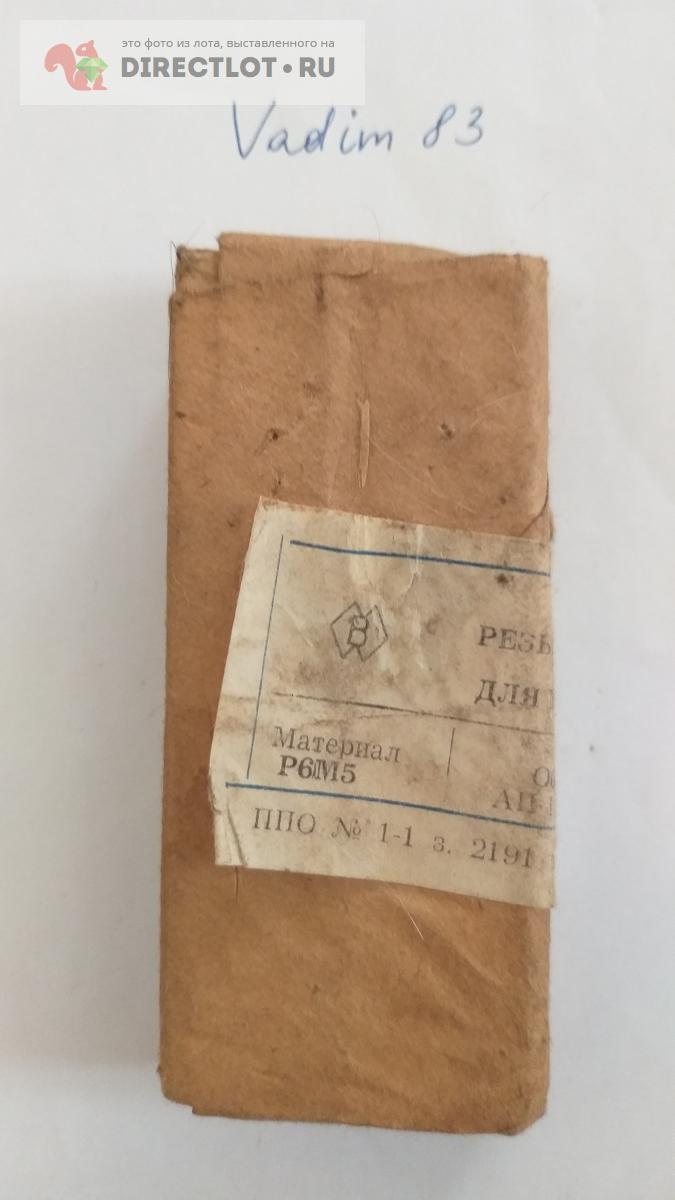 это фото из лота, выставленного на
DIRECTLOT.RU
Vadim 83
В
РЕЗЬ
ДЛЯ
Материал
Р6М5
ППО № 1-1 з. 2191